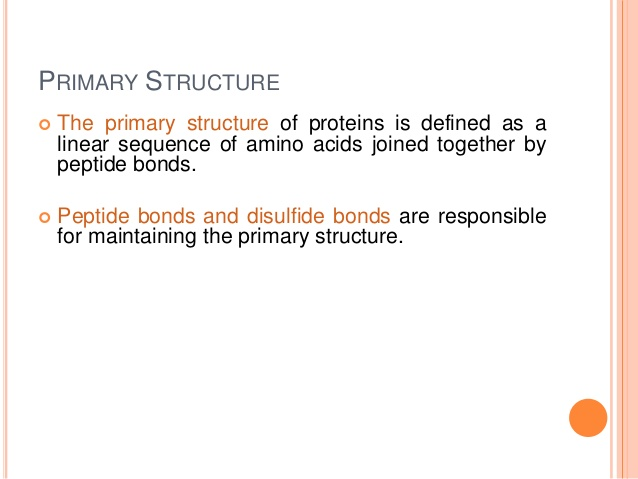 PRIMARY STRUCTURE
The primary structure of proteins is defined as a
linear sequence of amino acids joined together by
peptide bonds.
Peptide bonds and disulfide bonds are responsible
for maintaining the primary structure.